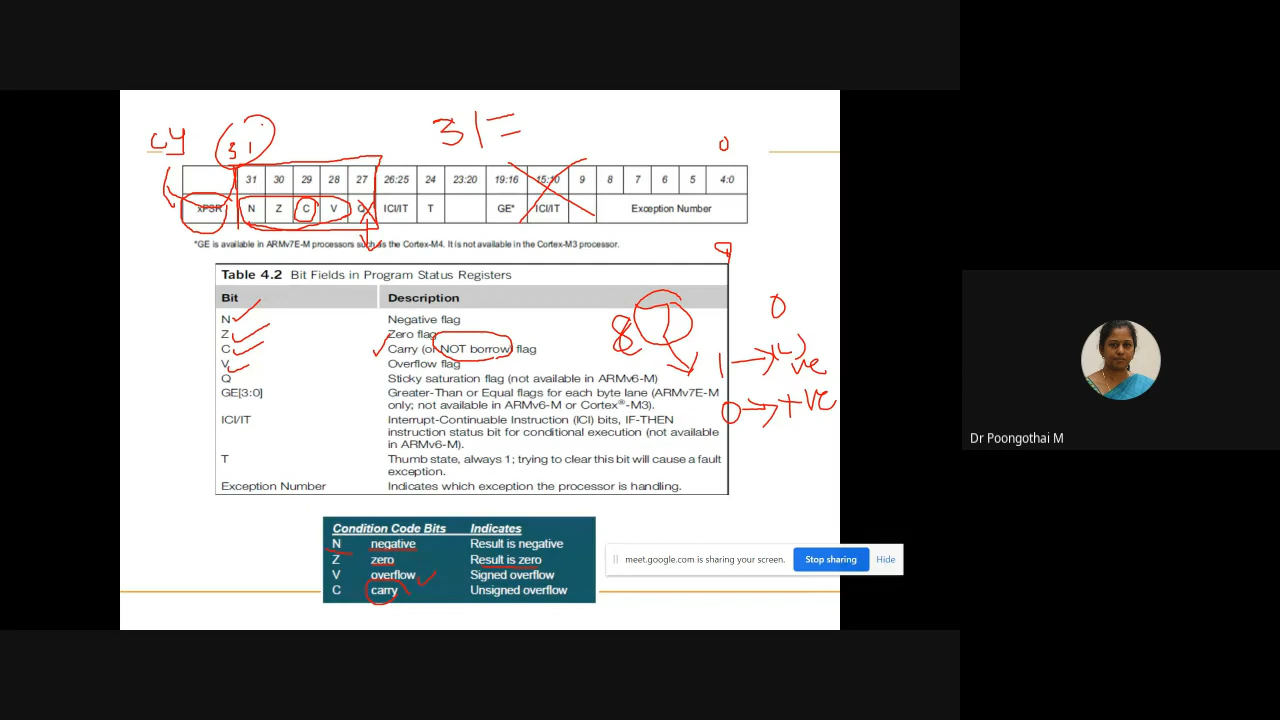 cy 31 31= 0
31 30 29 28 27 26:25 24 23:20 19:16 15:10 9 8 7 6 5 4:0
xPSR N Z C V Q ICI/IT T GE* ICI/IT Exception Number
*GE is available in ARMv7E-M processors such as the Cortex-M4. It is not available in the Cortex-M3 processor.
Table 4.2 Bit Fields in Program Status Registers
Bit Description
N Negative flag
Z Zero flag
C Carry (or NOT borrow) flag
V Overflow flag
Q Sticky saturation flag (not available in ARMv6-M)
GE[3:0] Greater-Than or Equal flags for each byte lane (ARMv7E-M
only; not available in ARMv6-M or Cortex®-M3).
ICI/IT Interrupt-Continuable Instruction (ICI) bits, IF-THEN
instruction status bit for conditional execution (not available
in ARMv6-M).
T Thumb state, always 1; trying to clear this bit will cause a fault
exception.
Exception Number Indicates which exception the processor is handling.
8 7
0
1 → (-)ve
0 → +ve
Condition Code Bits Indicates
N negative Result is negative
Z zero Result is zero
V overflow Signed overflow
C carry Unsigned overflow
meet.google.com is sharing your screen. Stop sharing Hide
Dr Poongothai M